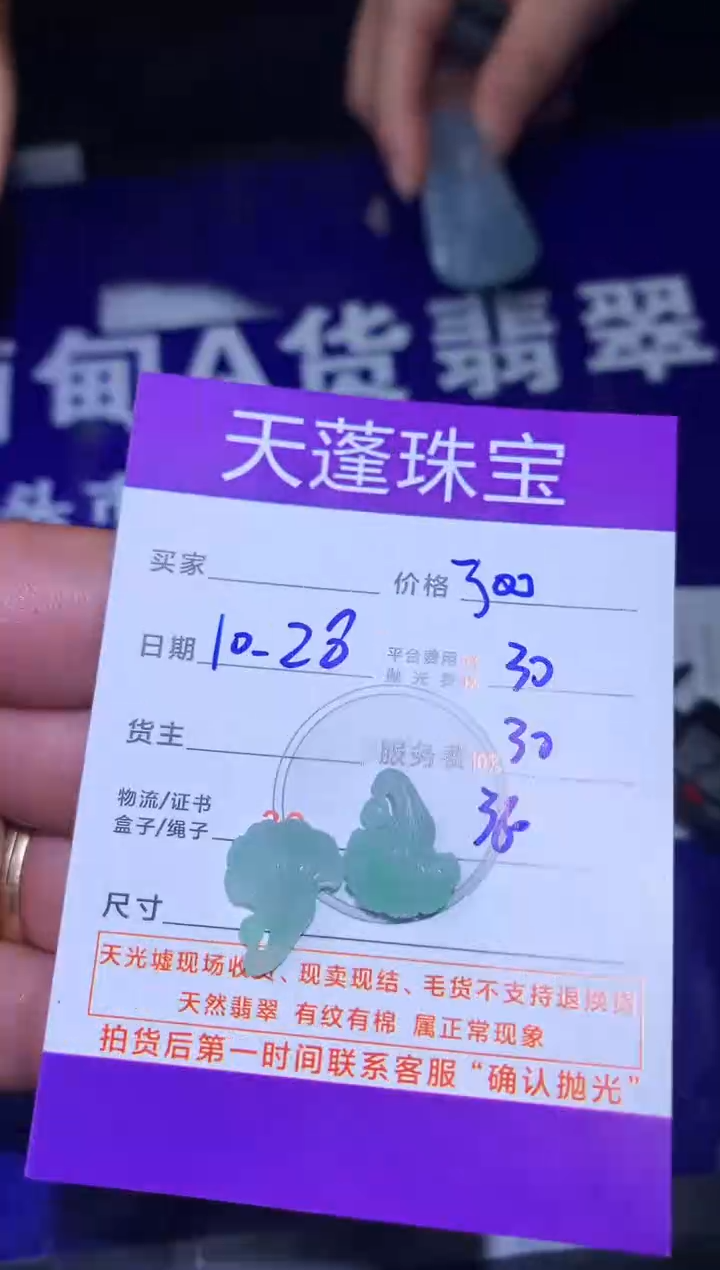 缅甸A货翡翠
天蓬珠宝
买家 价格 300
日期 10-28 平台费用 30
抛光费
货主 服务费10% 30
物流/证书
盒子/绳子
尺寸
天光墟现场收货、现卖现结、毛货不支持退换货
天然翡翠 有纹有棉 属正常现象
拍货后第一时间联系客服“确认抛光”